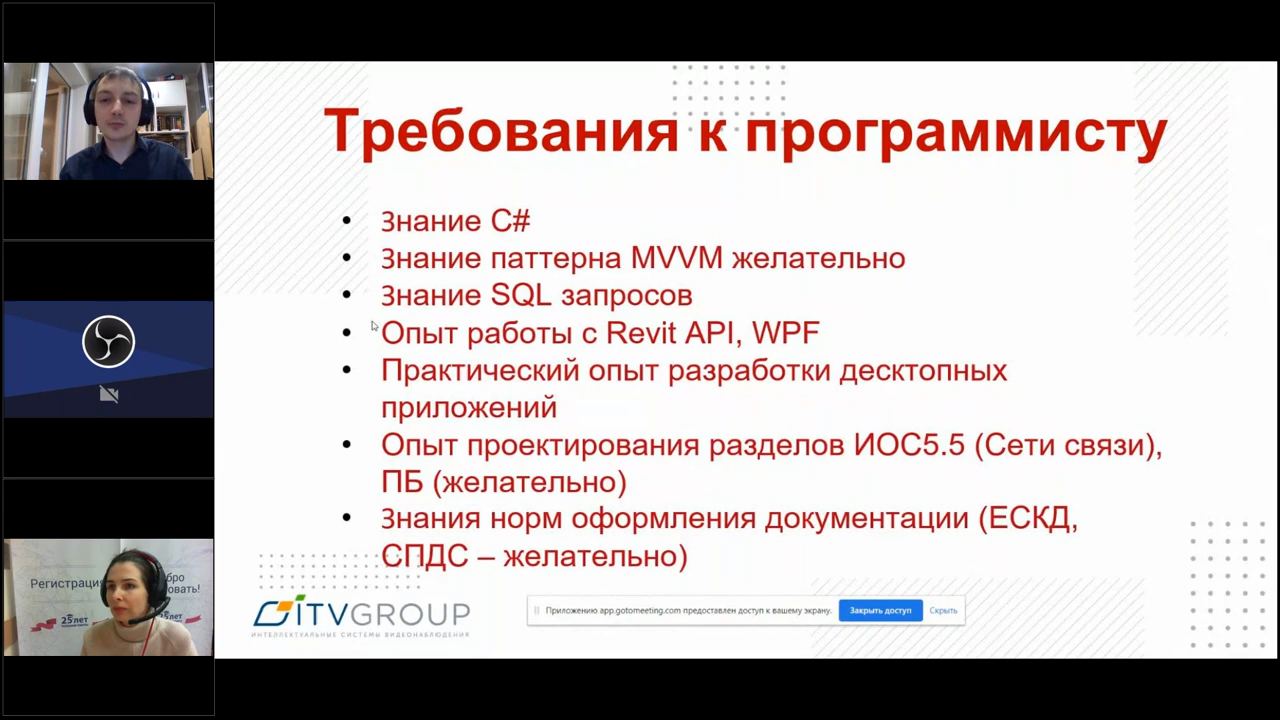 Требования к программисту
• Знание C#
• Знание паттерна MVVM желательно
• Знание SQL запросов
• Опыт работы с Revit API, WPF
• Практический опыт разработки десктопных
приложений
• Опыт проектирования разделов ИОС5.5 (Сети связи),
ПБ (желательно)
• Знания норм оформления документации (ЕСКД,
СПДС – желательно)
ITVGROUP
ИНТЕЛЛЕКТУАЛЬНЫЕ СИСТЕМЫ ВИДЕОНАБЛЮДЕНИЯ
Приложению app.gotomeeting.com предоставлен доступ к вашему экрану. Закрыть доступ Скрыть
Регистрация
25лет
25лет